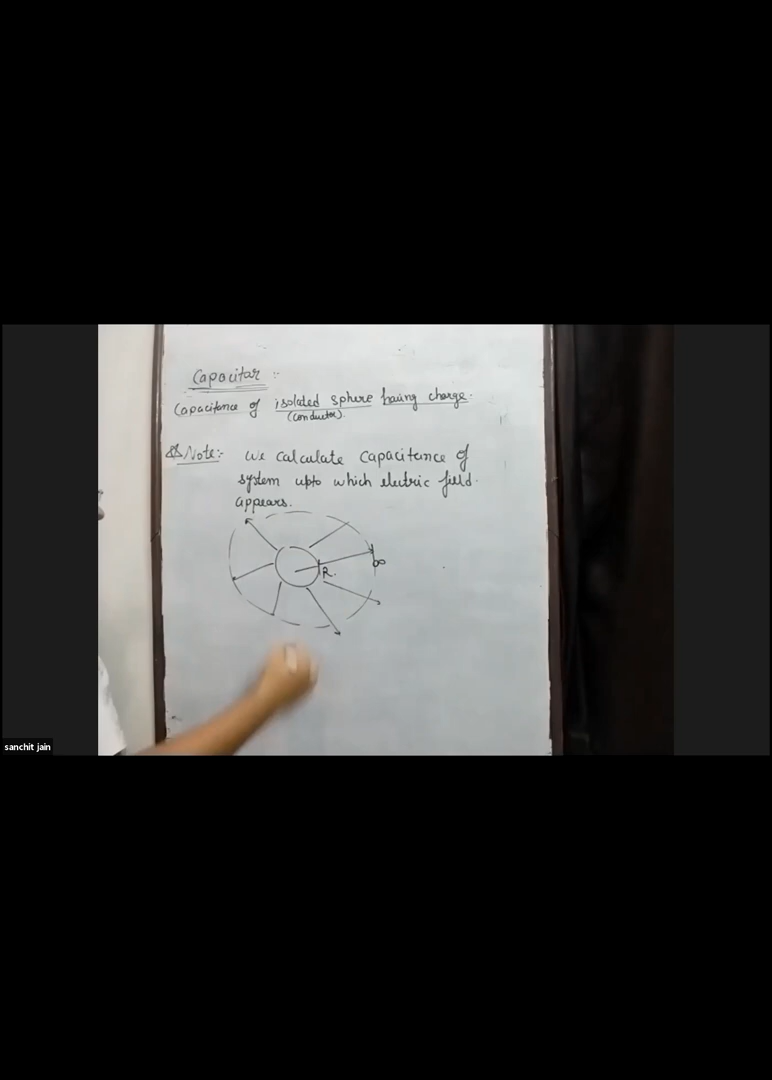 Capacitor :-
Capacitance of isolated sphere having charge.
(conductor).
Note:- We calculate capacitance of
system upto which electric field.
appears.
R.
∞
sanchit jain